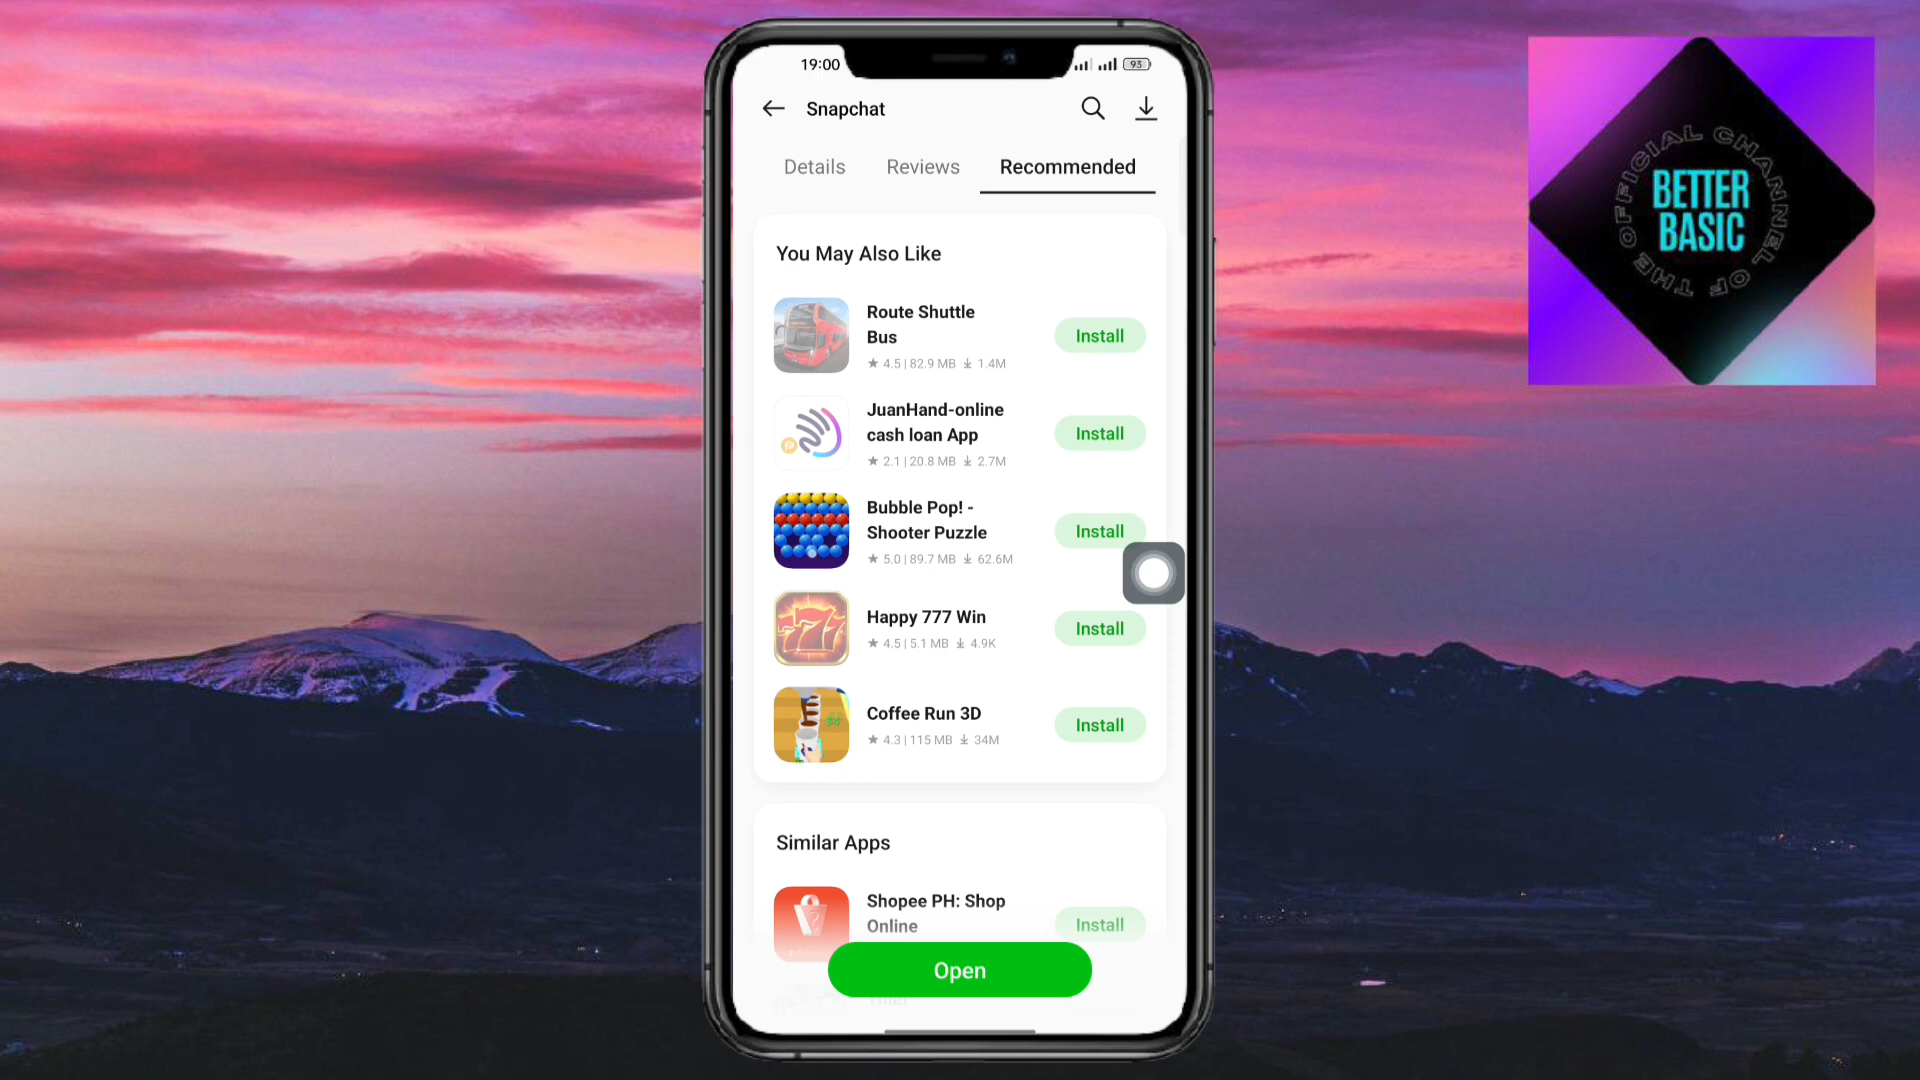 19:00
93
Snapchat
Details Reviews Recommended
You May Also Like
Route Shuttle
Bus
★ 4.5 | 82.9 MB ↓ 1.4M
Install
JuanHand-online
cash loan App
★ 2.1 | 20.8 MB ↓ 2.7M
Install
Bubble Pop! -
Shooter Puzzle
★ 5.0 | 89.7 MB ↓ 62.6M
Install
777
Happy 777 Win
★ 4.5 | 5.1 MB ↓ 4.9K
Install
Coffee Run 3D
★ 4.3 | 115 MB ↓ 34M
Install
Similar Apps
Shopee PH: Shop
Online
Install
Open
OFFICIAL CHANNEL OF THE
BETTER
BASIC